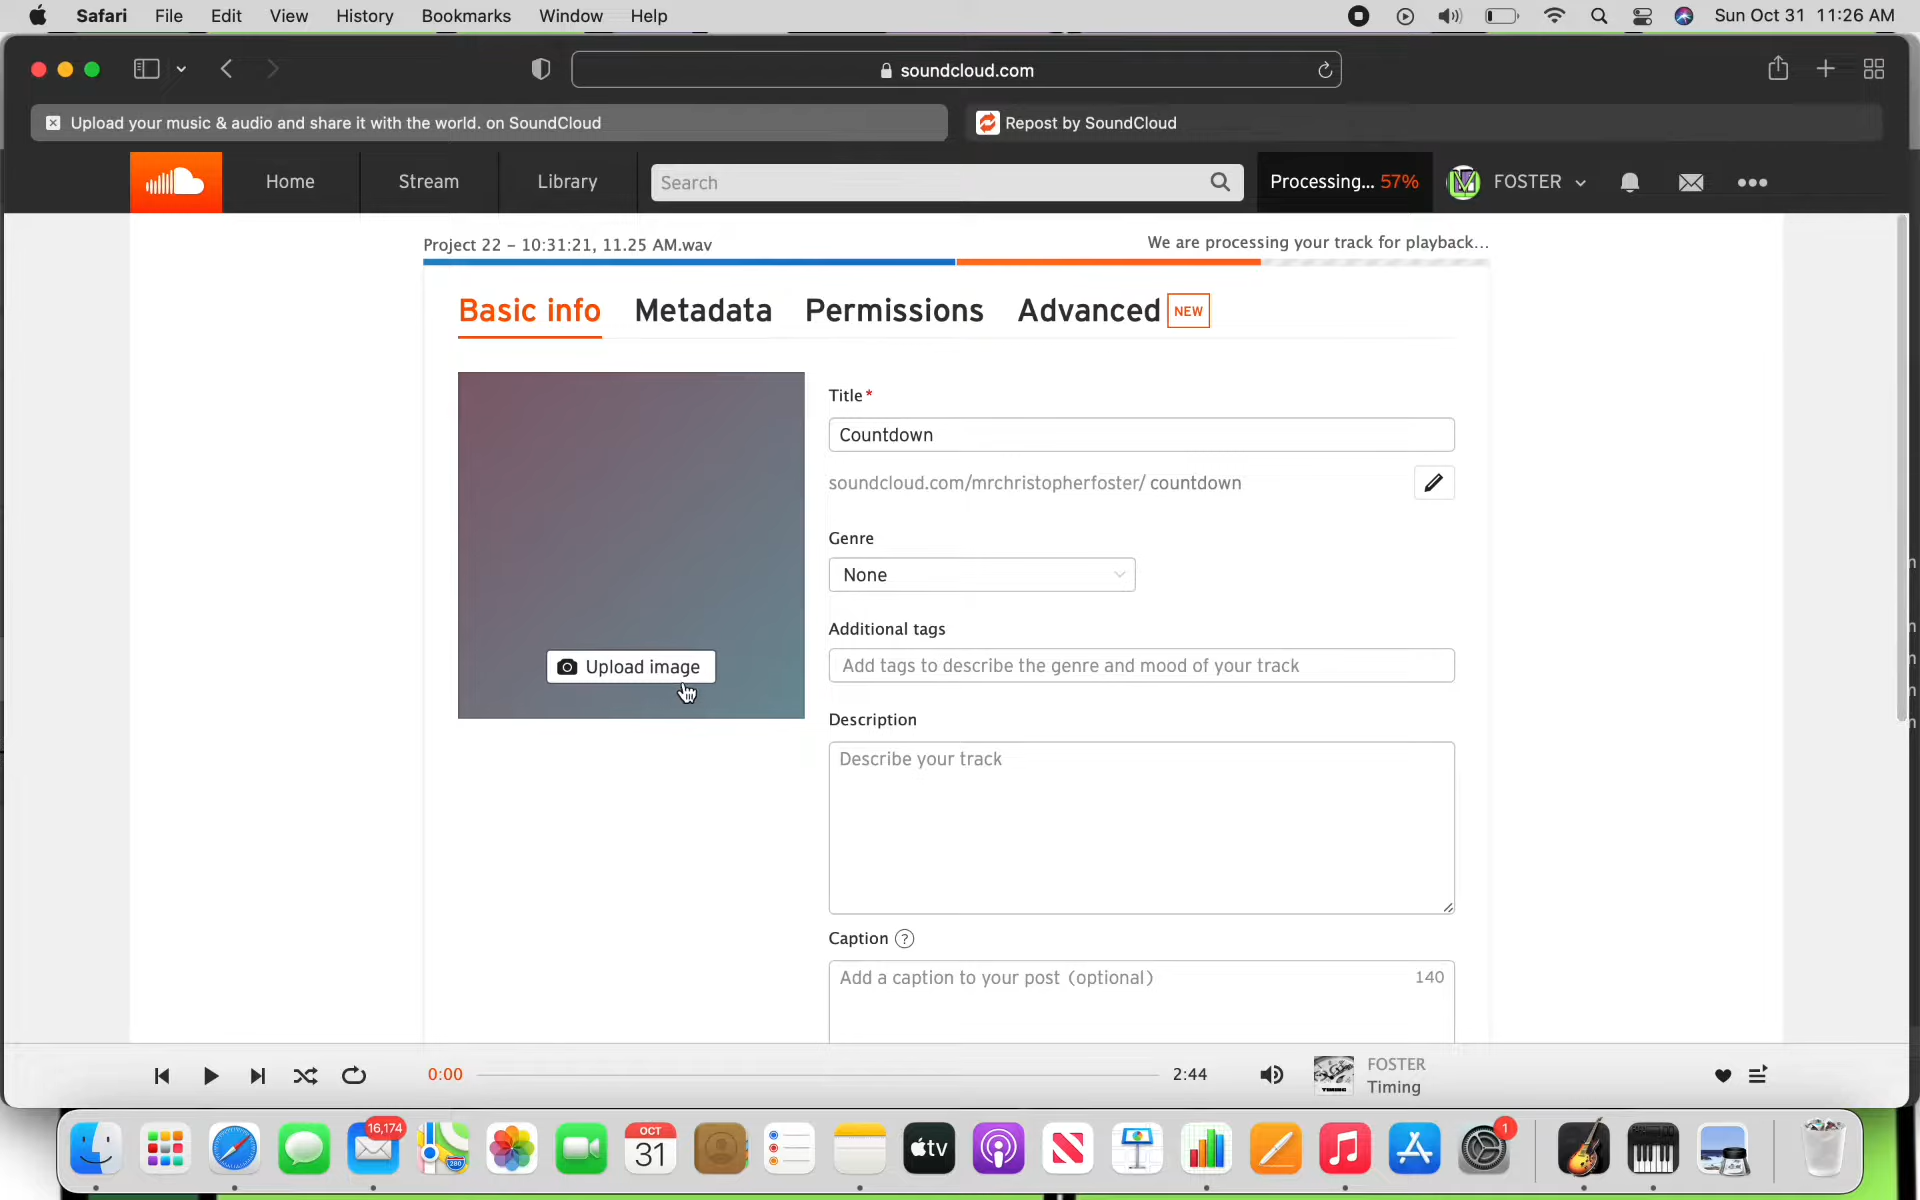 Safari File Edit View History Bookmarks Window Help Sun Oct 31 11:26 AM
soundcloud.com
Upload your music & audio and share it with the world. on SoundCloud
Repost by SoundCloud
Home Stream Library Search Processing... 57% FOSTER
Project 22 - 10:31:21, 11.25 AM.wav
We are processing your track for playback...
Basic info Metadata Permissions Advanced NEW
Title*
Countdown
soundcloud.com/mrchristopherfoster/ countdown
Genre
None
Additional tags
Add tags to describe the genre and mood of your track
Upload image
Description
Describe your track
Caption ?
Add a caption to your post (optional) 140
0:00 2:44
FOSTER
Timing
16,174
OCT
31
280
tv
1